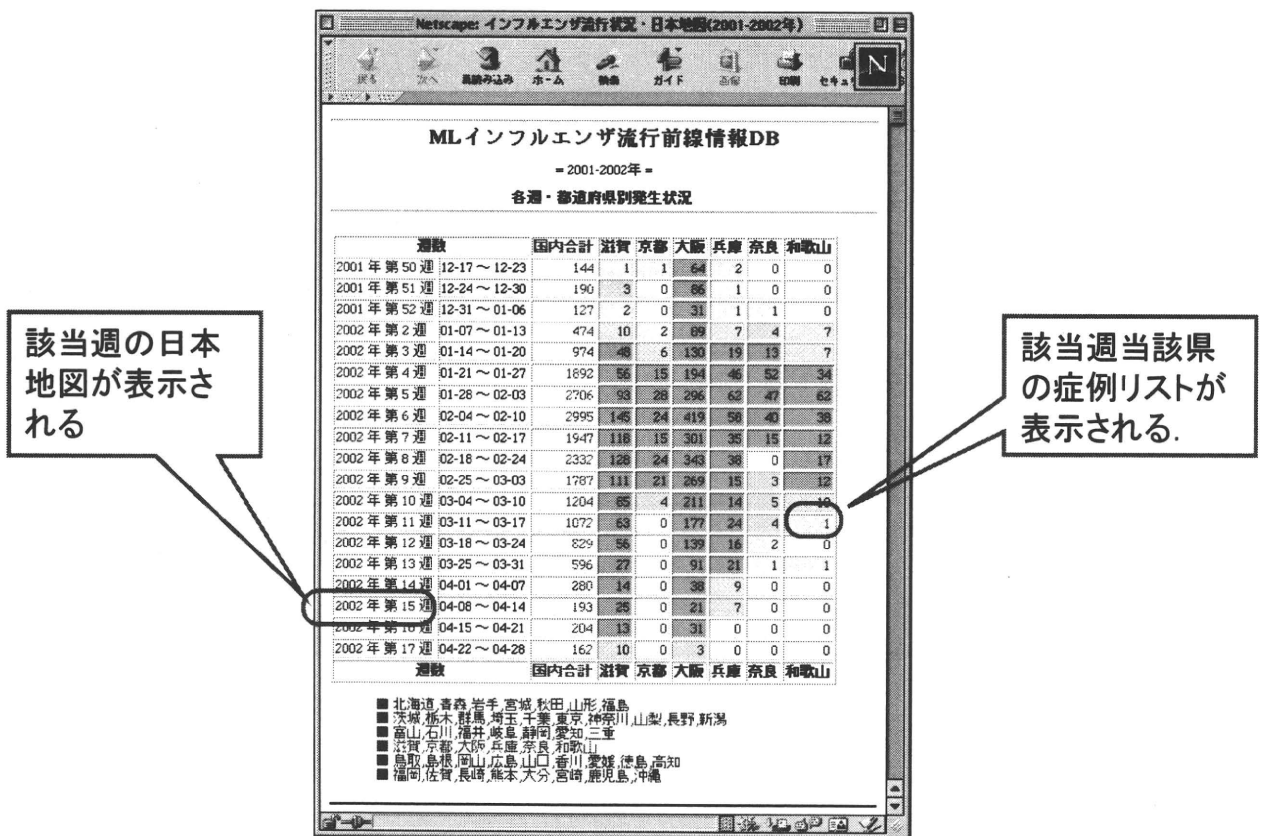 Netscape: インフルエンザ流行状況・日本地図(2001-2002年)
戻る 次へ 再読み込み ホーム 検索 ガイド 画像 印刷 セキュ
N
MLインフルエンザ流行前線情報DB
= 2001-2002年 =
各週・都道府県別発生状況
週数 国内合計 滋賀 京都 大阪 兵庫 奈良 和歌山
2001 年 第 50 週 12-17 ～ 12-23 144 1 1 64 2 0 0
2001 年 第 51 週 12-24 ～ 12-30 190 3 0 86 1 0 0
2001 年 第 52 週 12-31 ～ 01-06 127 2 0 31 1 1 0
2002 年 第 2 週 01-07 ～ 01-13 474 10 2 89 7 4 7
2002 年 第 3 週 01-14 ～ 01-20 974 48 6 130 19 13 7
2002 年 第 4 週 01-21 ～ 01-27 1892 56 15 194 46 52 34
2002 年 第 5 週 01-28 ～ 02-03 2706 93 28 296 62 47 62
2002 年 第 6 週 02-04 ～ 02-10 2995 145 24 419 58 40 38
2002 年 第 7 週 02-11 ～ 02-17 1947 118 15 301 35 15 12
2002 年 第 8 週 02-18 ～ 02-24 2332 128 24 343 38 0 17
2002 年 第 9 週 02-25 ～ 03-03 1787 111 21 269 15 3 12
2002 年 第 10 週 03-04 ～ 03-10 1204 85 4 211 14 5 10
2002 年 第 11 週 03-11 ～ 03-17 1072 63 0 177 24 4 1
2002 年 第 12 週 03-18 ～ 03-24 829 56 0 139 16 2 0
2002 年 第 13 週 03-25 ～ 03-31 596 27 0 91 21 1 1
2002 年 第 14 週 04-01 ～ 04-07 280 14 0 38 9 0 0
2002 年 第 15 週 04-08 ～ 04-14 193 25 0 21 7 0 0
2002 年 第 16 週 04-15 ～ 04-21 204 13 0 31 0 0 0
2002 年 第 17 週 04-22 ～ 04-28 162 10 0 3 0 0 0
週数 国内合計 滋賀 京都 大阪 兵庫 奈良 和歌山
■ 北海道,青森,岩手,宮城,秋田,山形,福島
■ 茨城,栃木,群馬,埼玉,千葉,東京,神奈川,山梨,長野,新潟
■ 富山,石川,福井,岐阜,静岡,愛知,三重
■ 滋賀,京都,大阪,兵庫,奈良,和歌山
■ 鳥取,島根,岡山,広島,山口,香川,愛媛,徳島,高知
■ 福岡,佐賀,長崎,熊本,大分,宮崎,鹿児島,沖縄
該当週の日本
地図が表示さ
れる
該当週当該県
の症例リストが
表示される.